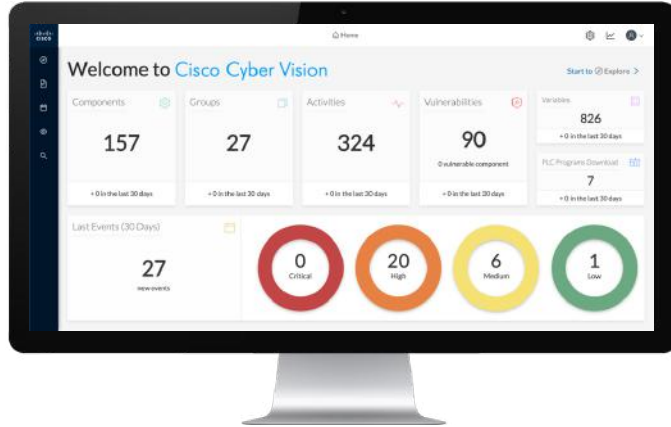 CISCO
Home
Welcome to Cisco Cyber Vision
Start to Explore >
Components
157
+ 0 in the last 30 days
Groups
27
+ 0 in the last 30 days
Activities
324
+ 0 in the last 30 days
Vulnerabilities
90
0 vulnerable component
+ 0 in the last 30 days
Variables
826
+ 0 in the last 30 days
PLC Programs Download
7
+ 0 in the last 30 days
Last Events (30 Days)
27
new events
0
Critical
20
High
6
Medium
1
Low